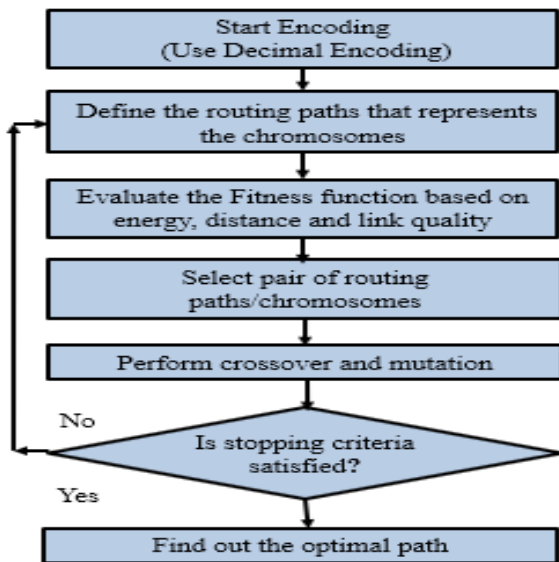 Start Encoding
(Use Decimal Encoding)
Define the routing paths that represents
the chromosomes
Evaluate the Fitness function based on
energy, distance and link quality
Select pair of routing
paths/chromosomes
Perform crossover and mutation
No
Is stopping criteria
satisfied?
Yes
Find out the optimal path